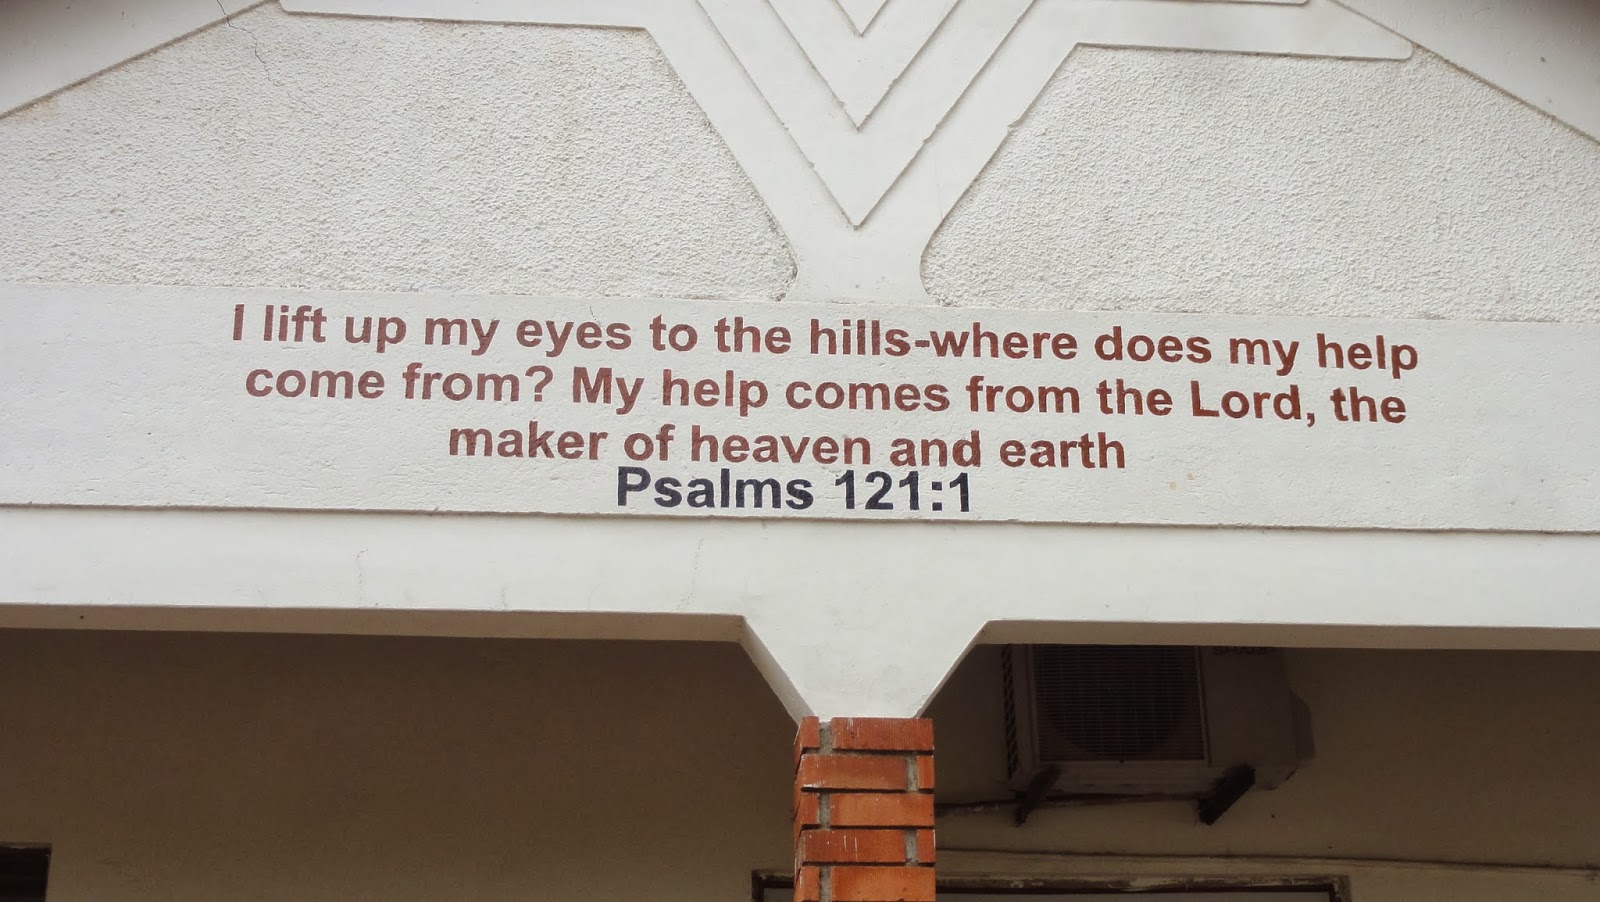 I lift up my eyes to the hills-where does my help
come from? My help comes from the Lord, the
maker of heaven and earth
Psalms 121:1
SHARP